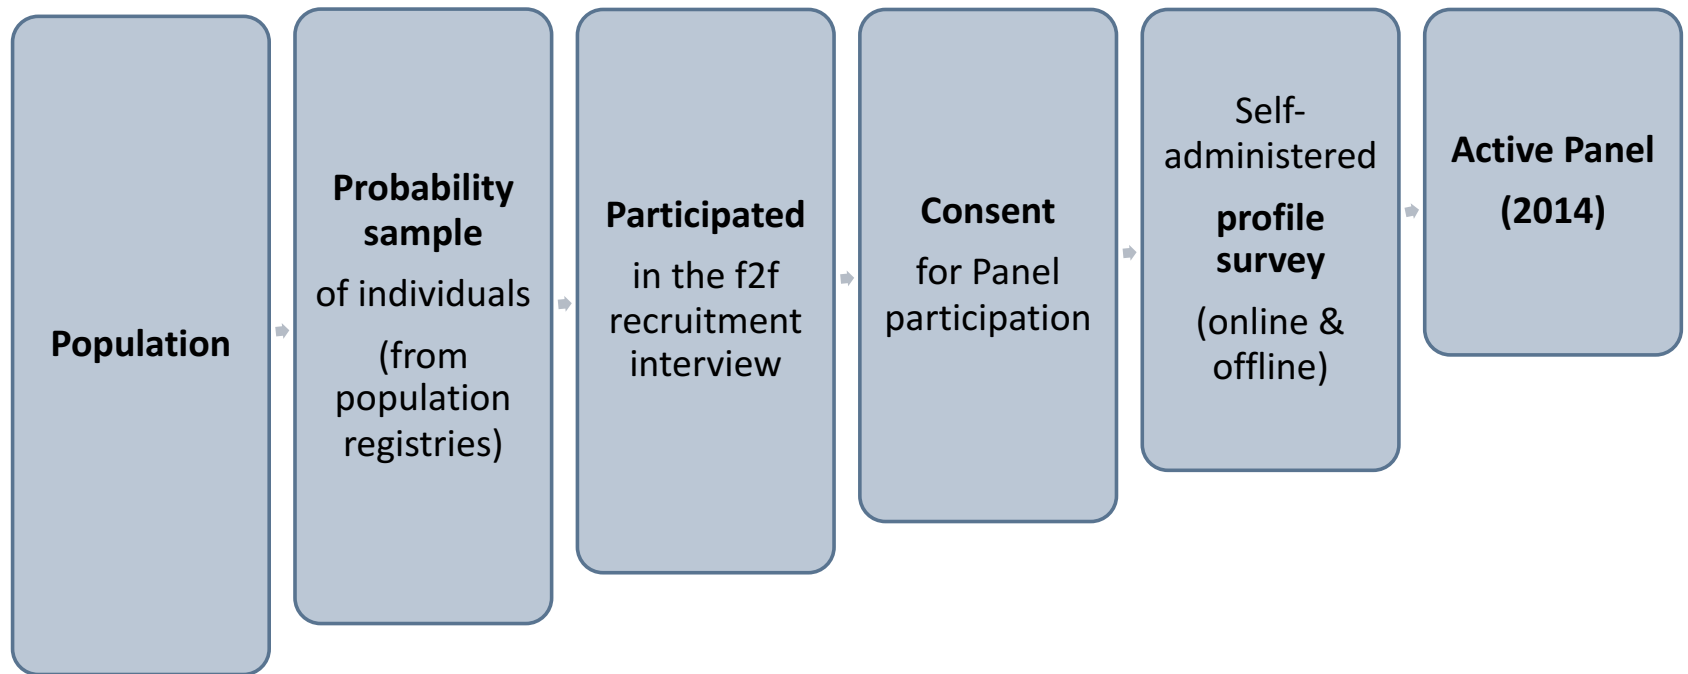 Population
Probability
sample
of individuals
(from
population
registries)
Participated
in the f2f
recruitment
interview
Consent
for Panel
participation
Self-
administered
profile
survey
(online &
offline)
Active Panel
(2014)